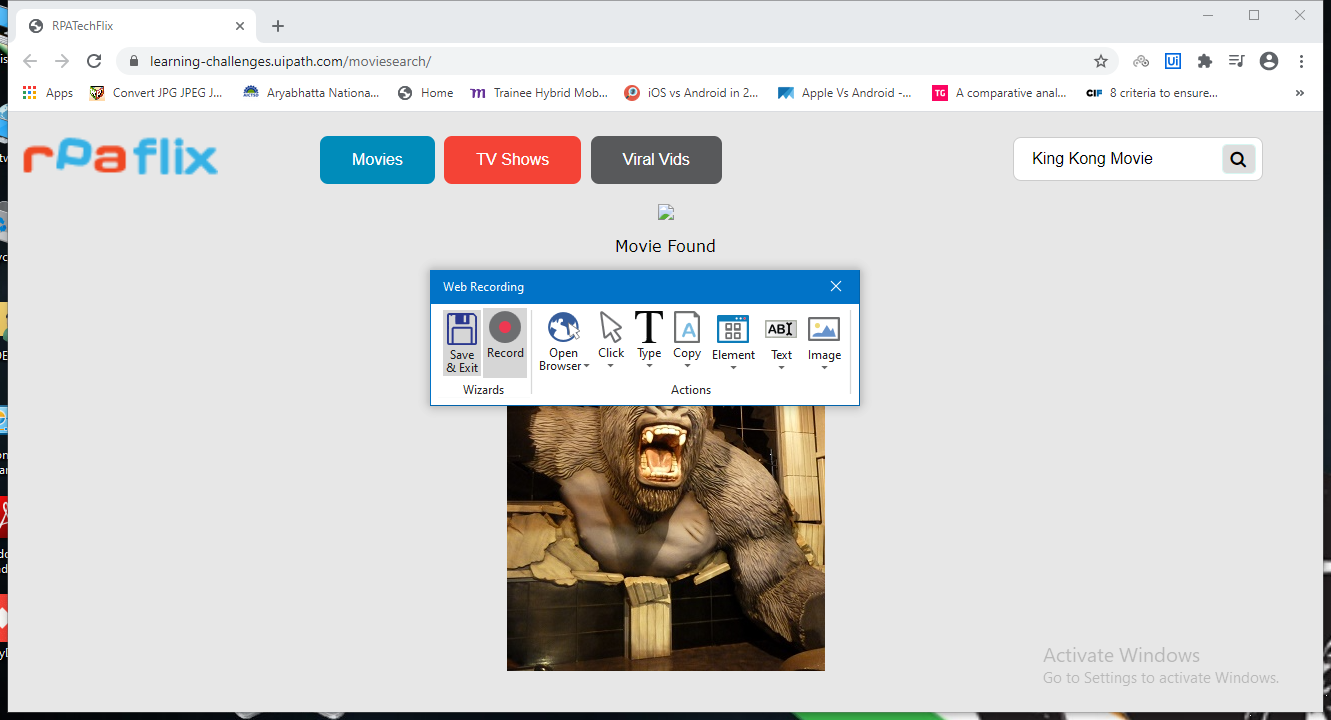 RPATechFlix
learning-challenges.uipath.com/moviesearch/
Ui
Apps
Convert JPG JPEG J...
Aryabhatta Nationa...
Home
m Trainee Hybrid Mob...
iOS vs Android in 2...
Apple Vs Android -...
TG A comparative anal...
CIF 8 criteria to ensure...
rPaflix
Movies
TV Shows
Viral Vids
King Kong Movie
Movie Found
Web Recording
Save & Exit
Record
Open Browser
Click
T Type
A Copy
Element
AB Text
Image
Wizards
Actions
Activate Windows
Go to Settings to activate Windows.